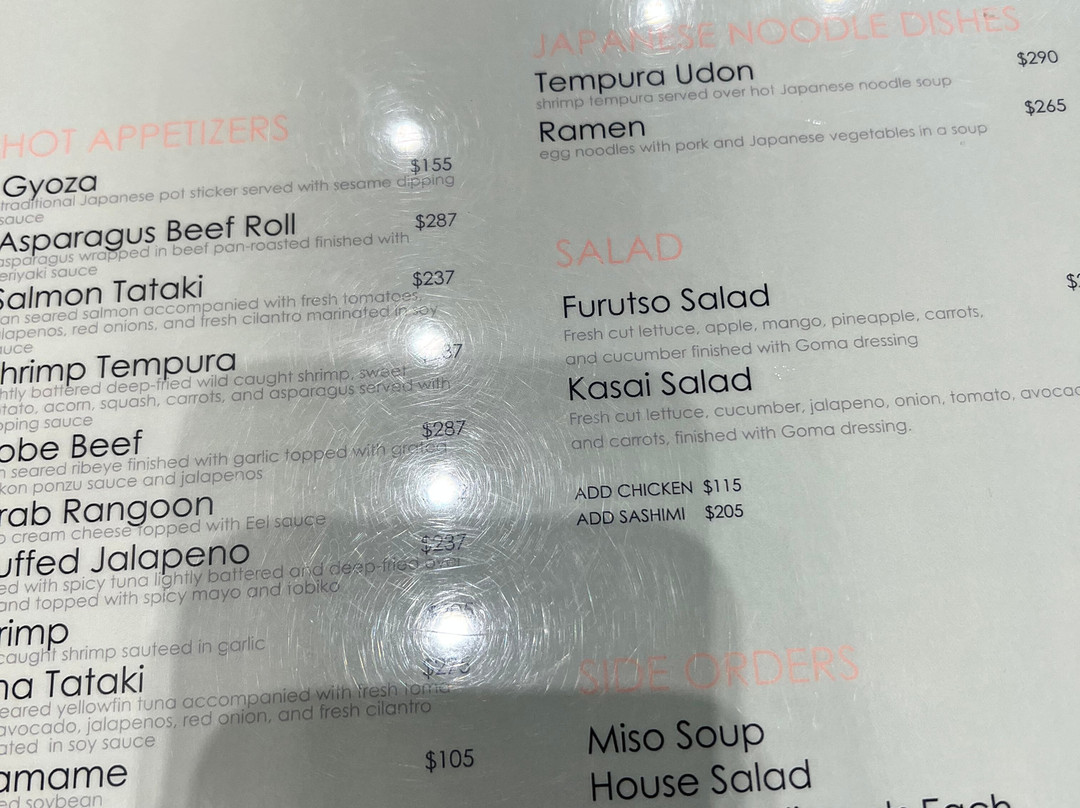 HOT APPETIZERS
Gyoza $155
traditional Japanese pot sticker served with sesame dipping
sauce
Asparagus Beef Roll $287
asparagus wrapped in beef pan-roasted finished with
eriyaki sauce
Salmon Tataki $237
an seared salmon accompanied with fresh tomatoes,
lapenos, red onions, and fresh cilantro marinated in soy
uce
hrimp Tempura 37
htly battered deep-fried wild caught shrimp, sweet
tato, acorn, squash, carrots, and asparagus served with
pping sauce
obe Beef $287
n seared ribeye finished with garlic topped with grated
kon ponzu sauce and jalapenos
rab Rangoon
b cream cheese topped with Eel sauce
uffed Jalapeno $237
ed with spicy tuna lightly battered and deep-fried over
and topped with spicy mayo and tobiko
rimp
caught shrimp sauteed in garlic
na Tataki
eared yellowfin tuna accompanied with fresh toma
avocado, jalapenos, red onion, and fresh cilantro
ated in soy sauce
amame $105
ed soybean
JAPANESE NOODLE DISHES
Tempura Udon $290
shrimp tempura served over hot Japanese noodle soup
Ramen $265
egg noodles with pork and Japanese vegetables in a soup
SALAD
Furutso Salad
Fresh cut lettuce, apple, mango, pineapple, carrots,
and cucumber finished with Goma dressing
Kasai Salad
Fresh cut lettuce, cucumber, jalapeno, onion, tomato, avocad
and carrots, finished with Goma dressing.
ADD CHICKEN $115
ADD SASHIMI $205
SIDE ORDERS
Miso Soup
House Salad
Each